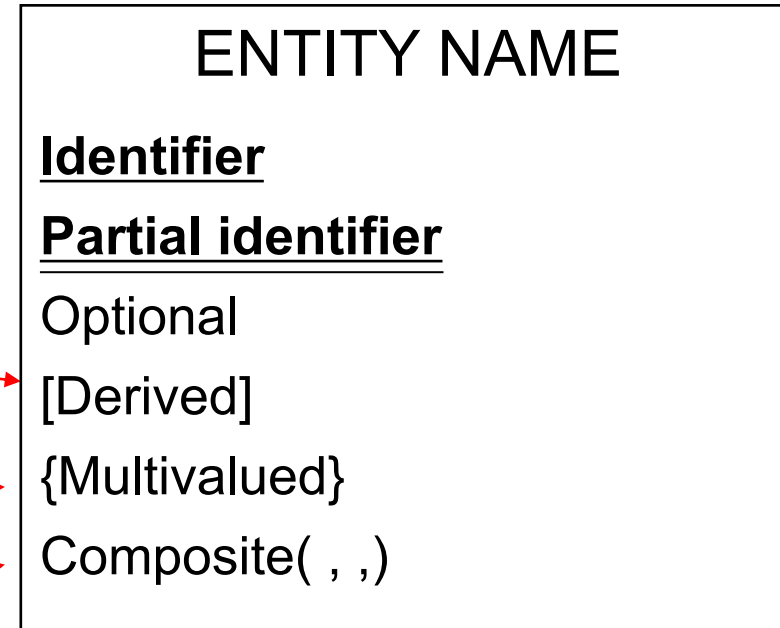 ENTITY NAME
Identifier
Partial identifier
Optional
[Derived]
{Multivalued}
Composite( , ,)